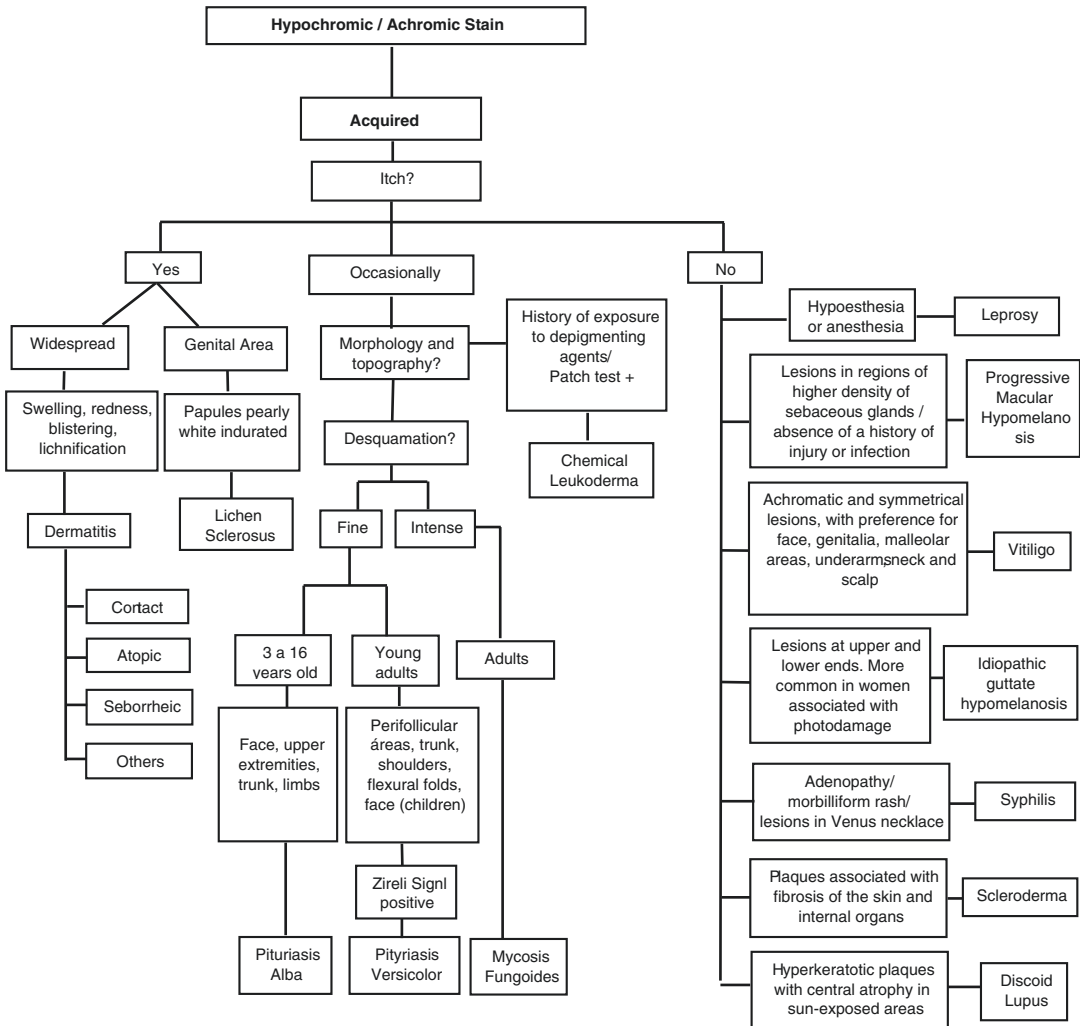 Hypochromic / Achromic Stain
Acquired
Itch?
Yes
Occasionally
No
Widespread
Genital Area
Swelling, redness,
blistering,
lichnification
Papules pearly
white indurated
Dermatitis
Lichen
Sclerosus
Cortact
Atopic
Seborrheic
Others
Morphology and
topography?
History of exposure
to depigmenting
agents/
Patch test +
Chemical
Leukoderma
Desquamation?
Fine
Intense
3 a 16
years old
Young
adults
Adults
Face, upper
extremities,
trunk, limbs
Perifollicular
áreas, trunk,
shoulders,
flexural folds,
face (children)
Zireli Signl
positive
Pituriasis
Alba
Pityriasis
Versicolor
Mycosis
Fungoides
Hypoesthesia
or anesthesia
Leprosy
Lesions in regions of
higher density of
sebaceous glands /
absence of a history of
injury or infection
Progressive
Macular
Hypomelano
sis
Achromatic and symmetrical
lesions, with preference for
face, genitalia, malleolar
areas, underarms,neck and
scalp
Vitiligo
Lesions at upper and
lower ends. More
common in women
associated with
photodamage
Idiopathic
guttate
hypomelanosis
Adenopathy/
morbilliform rash/
lesions in Venus necklace
Syphilis
Plaques associated with
fibrosis of the skin and
internal organs
Scleroderma
Hyperkeratotic plaques
with central atrophy in
sun-exposed areas
Discoid
Lupus